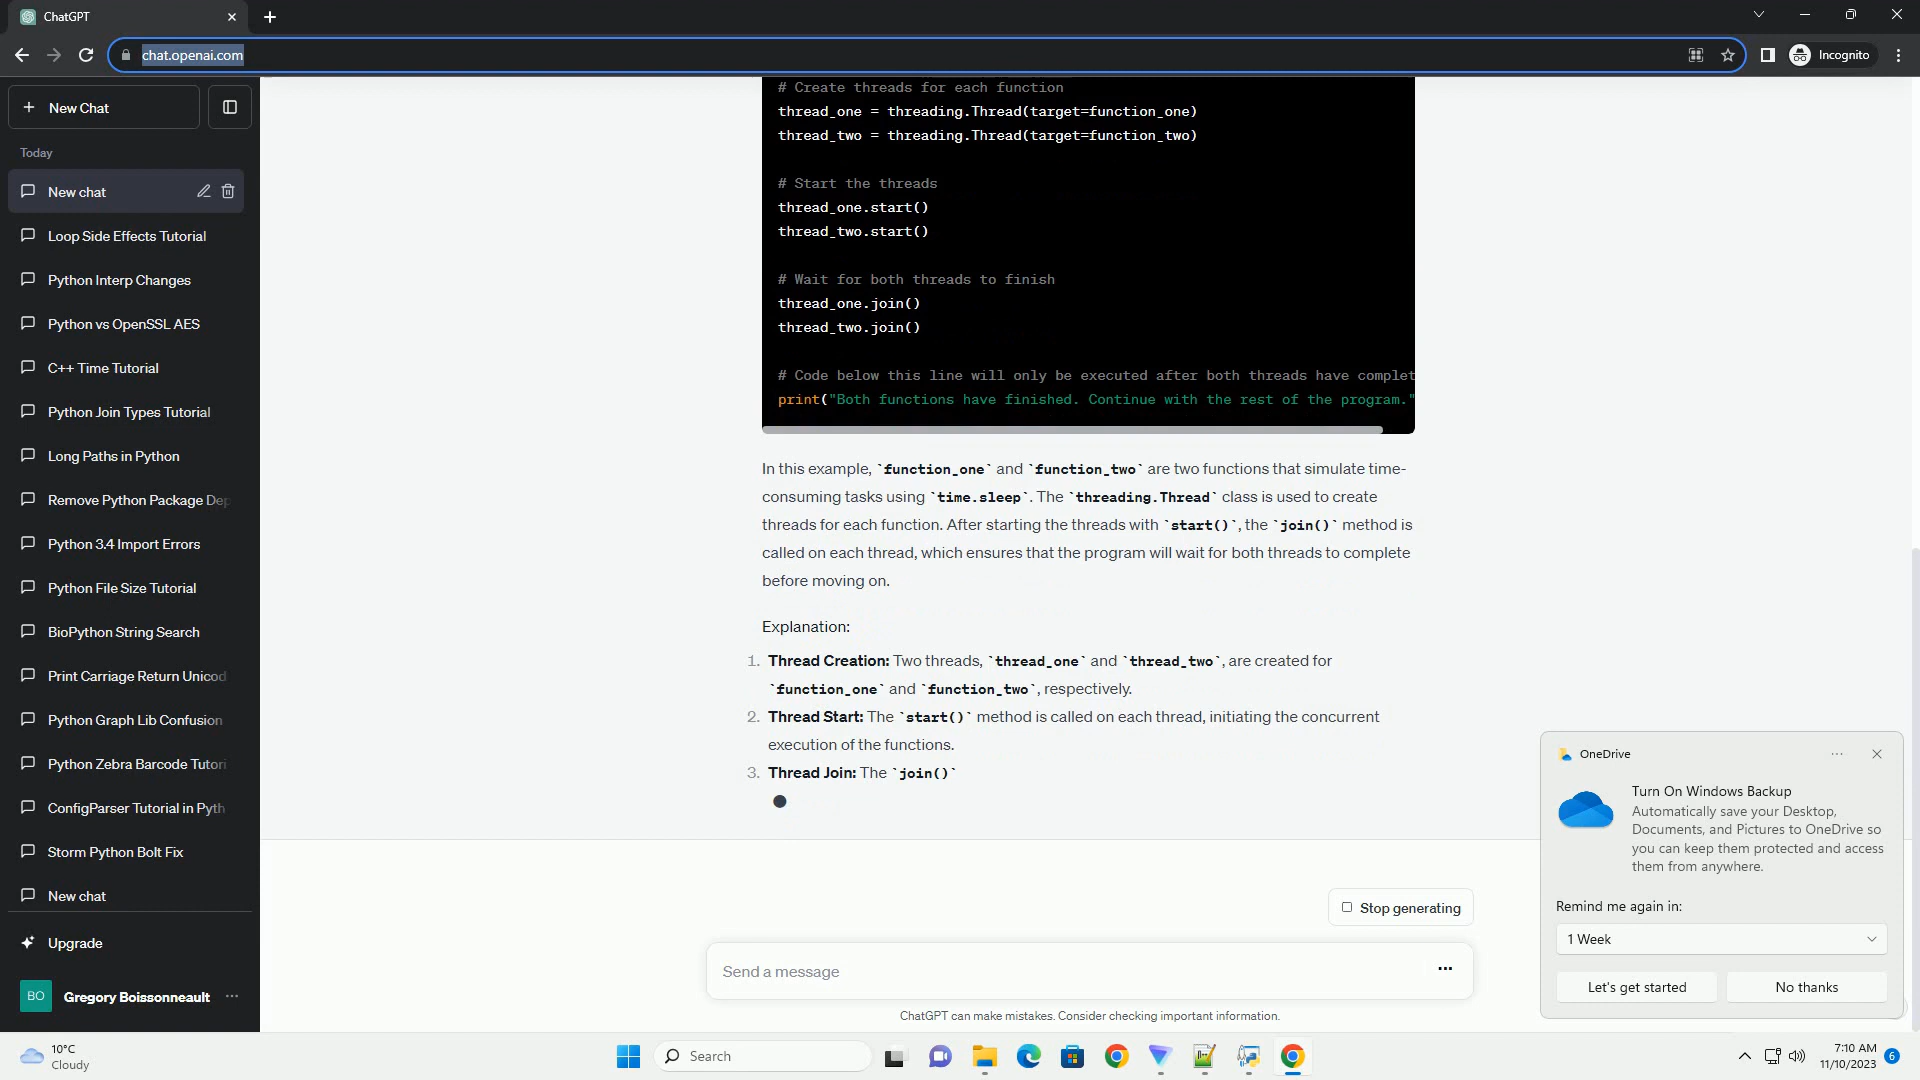 ChatGPT
chat.openai.com
Incognito
New Chat
Today
New chat
Loop Side Effects Tutorial
Python Interp Changes
Python vs OpenSSL AES
C++ Time Tutorial
Python Join Types Tutorial
Long Paths in Python
Remove Python Package Dep
Python 3.4 Import Errors
Python File Size Tutorial
BioPython String Search
Print Carriage Return Unicod
Python Graph Lib Confusion
Python Zebra Barcode Tutori
ConfigParser Tutorial in Pyth
Storm Python Bolt Fix
New chat
Upgrade
BO Gregory Boissonneault
# Create threads for each function
thread_one = threading.Thread(target=function_one)
thread_two = threading.Thread(target=function_two)
# Start the threads
thread_one.start()
thread_two.start()
# Wait for both threads to finish
thread_one.join()
thread_two.join()
# Code below this line will only be executed after both threads have complet
print("Both functions have finished. Continue with the rest of the program."
In this example, `function_one` and `function_two` are two functions that simulate time-
consuming tasks using `time.sleep`. The `threading.Thread` class is used to create
threads for each function. After starting the threads with `start()`, the `join()` method is
called on each thread, which ensures that the program will wait for both threads to complete
before moving on.
Explanation:
1. Thread Creation: Two threads, `thread_one` and `thread_two`, are created for
`function_one` and `function_two`, respectively.
2. Thread Start: The `start()` method is called on each thread, initiating the concurrent
execution of the functions.
3. Thread Join: The `join()`
Stop generating
Send a message
ChatGPT can make mistakes. Consider checking important information.
OneDrive
Turn On Windows Backup
Automatically save your Desktop,
Documents, and Pictures to OneDrive so
you can keep them protected and access
them from anywhere.
Remind me again in:
1 Week
Let's get started
No thanks
10°C
Cloudy
Search
7:10 AM
11/10/2023
6